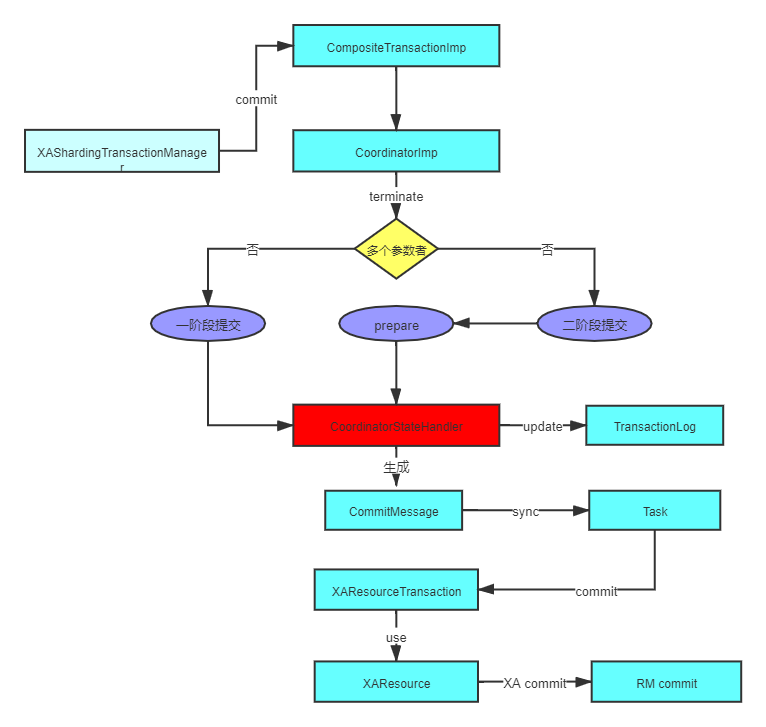 CompositeTransactionImp
commit
XAShardingTransactionManage
r
CoordinatorImp
terminate
多个参数者
否
否
一阶段提交
prepare
二阶段提交
CoordinatorStateHandler
update
TransactionLog
生成
CommitMessage
sync
Task
XAResourceTransaction
commit
use
XAResource
XA commit
RM commit